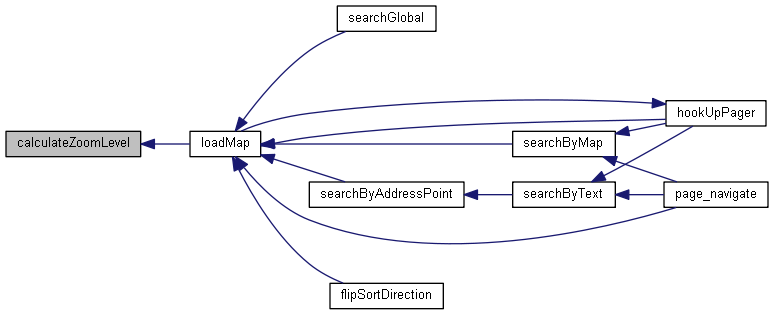 searchGlobal
hookUpPager
calculateZoomLevel
loadMap
searchByMap
searchByAddressPoint
searchByText
page_navigate
flipSortDirection